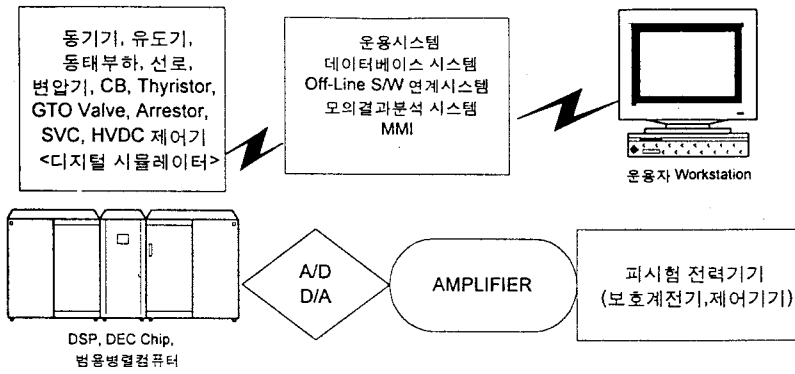 동기기, 유도기,
동태부하, 선로,
변압기, CB, Thyristor,
GTO Valve, Arrestor,
SVC, HVDC 제어기
<디지털 시뮬레이터>
운용시스템
데이터베이스 시스템
Off-Line S/W 연계시스템
모의결과분석 시스템
MMI
운용자 Workstation
DSP, DEC Chip,
범용병렬컴퓨터
A/D
D/A
AMPLIFIER
피시험 전력기기
(보호계전기,제어기기)